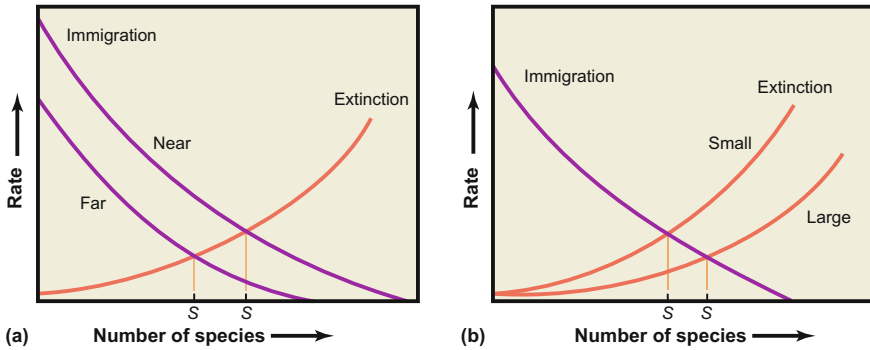 Immigration
Extinction
Near
Far
Rate
S S
(a) Number of species
Immigration
Extinction
Small
Large
Rate
S S
(b) Number of species